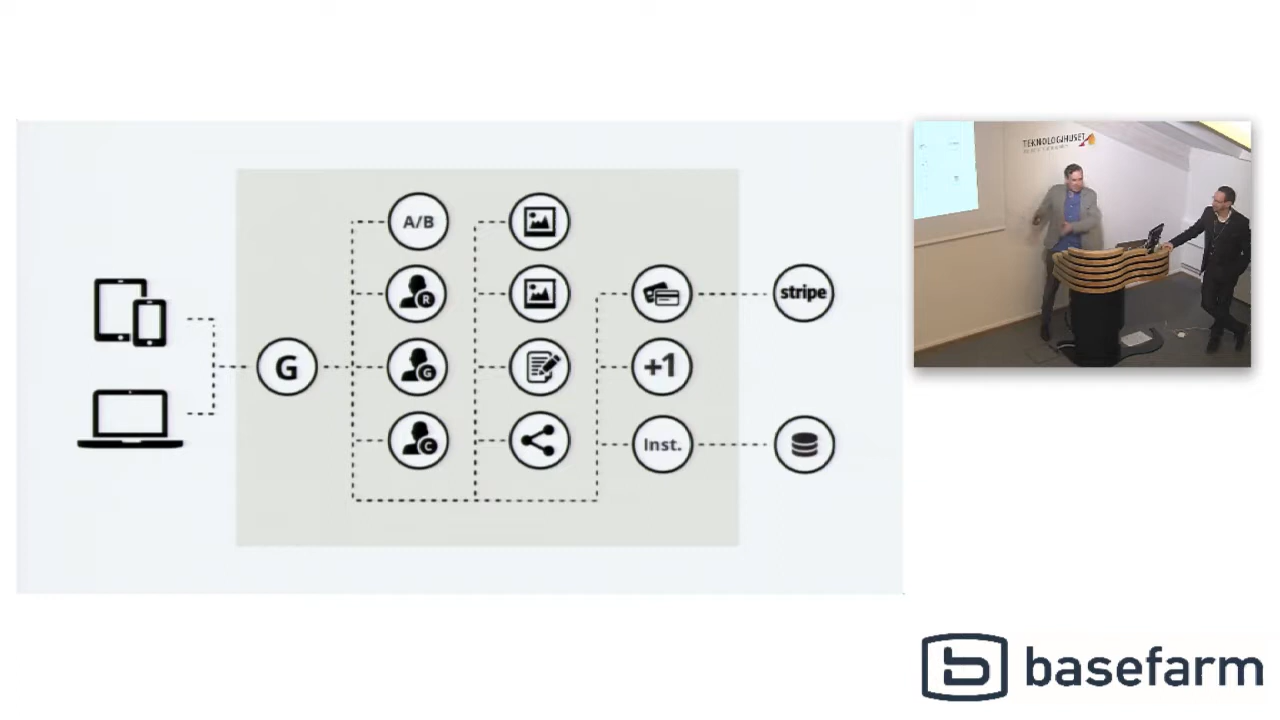 A/B
R
stripe
G
G
+1
C
Inst.
TEKNOLOGIHUSET
basefarm